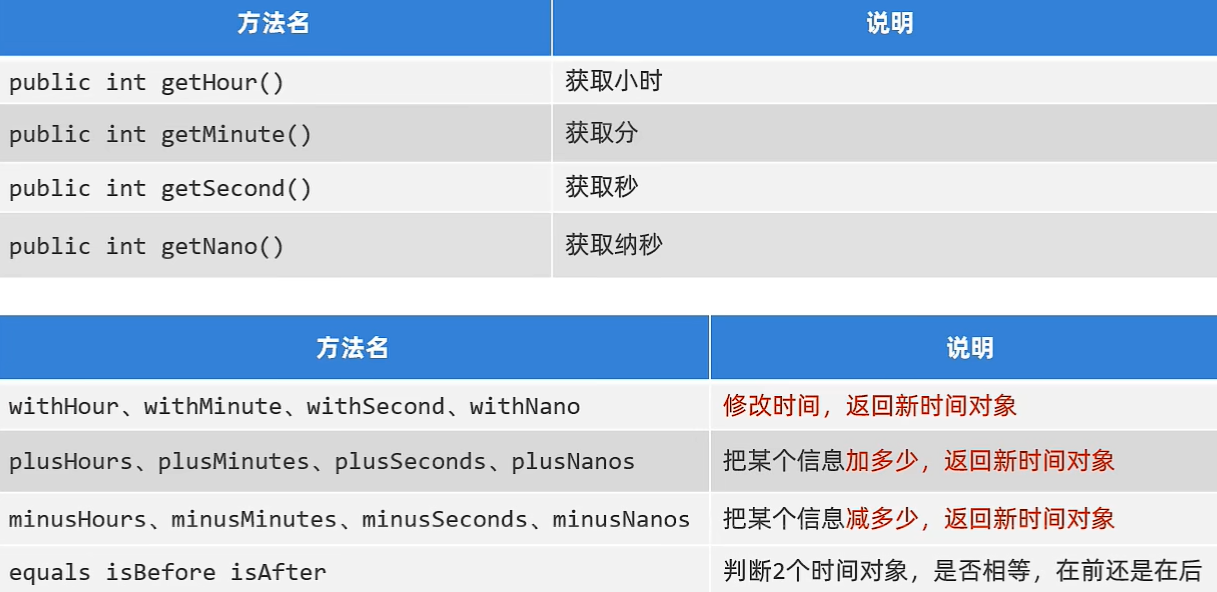 方法名 说明
public int getHour() 获取小时
public int getMinute() 获取分
public int getSecond() 获取秒
public int getNano() 获取纳秒
方法名 说明
withHour、withMinute、withSecond、withNano 修改时间，返回新时间对象
plusHours、plusMinutes、plusSeconds、plusNanos 把某个信息加多少，返回新时间对象
minusHours、minusMinutes、minusSeconds、minusNanos 把某个信息减多少，返回新时间对象
equals isBefore isAfter 判断2个时间对象，是否相等，在前还是在后